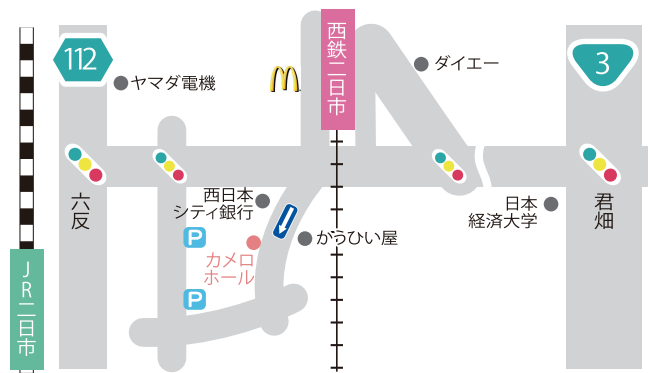 西鉄二日市
112
3
ヤマダ電機
ダイエー
六反
西日本
シティ銀行
日本
経済大学
君畑
P
かうひい屋
カメロ
ホール
JR二日市
P